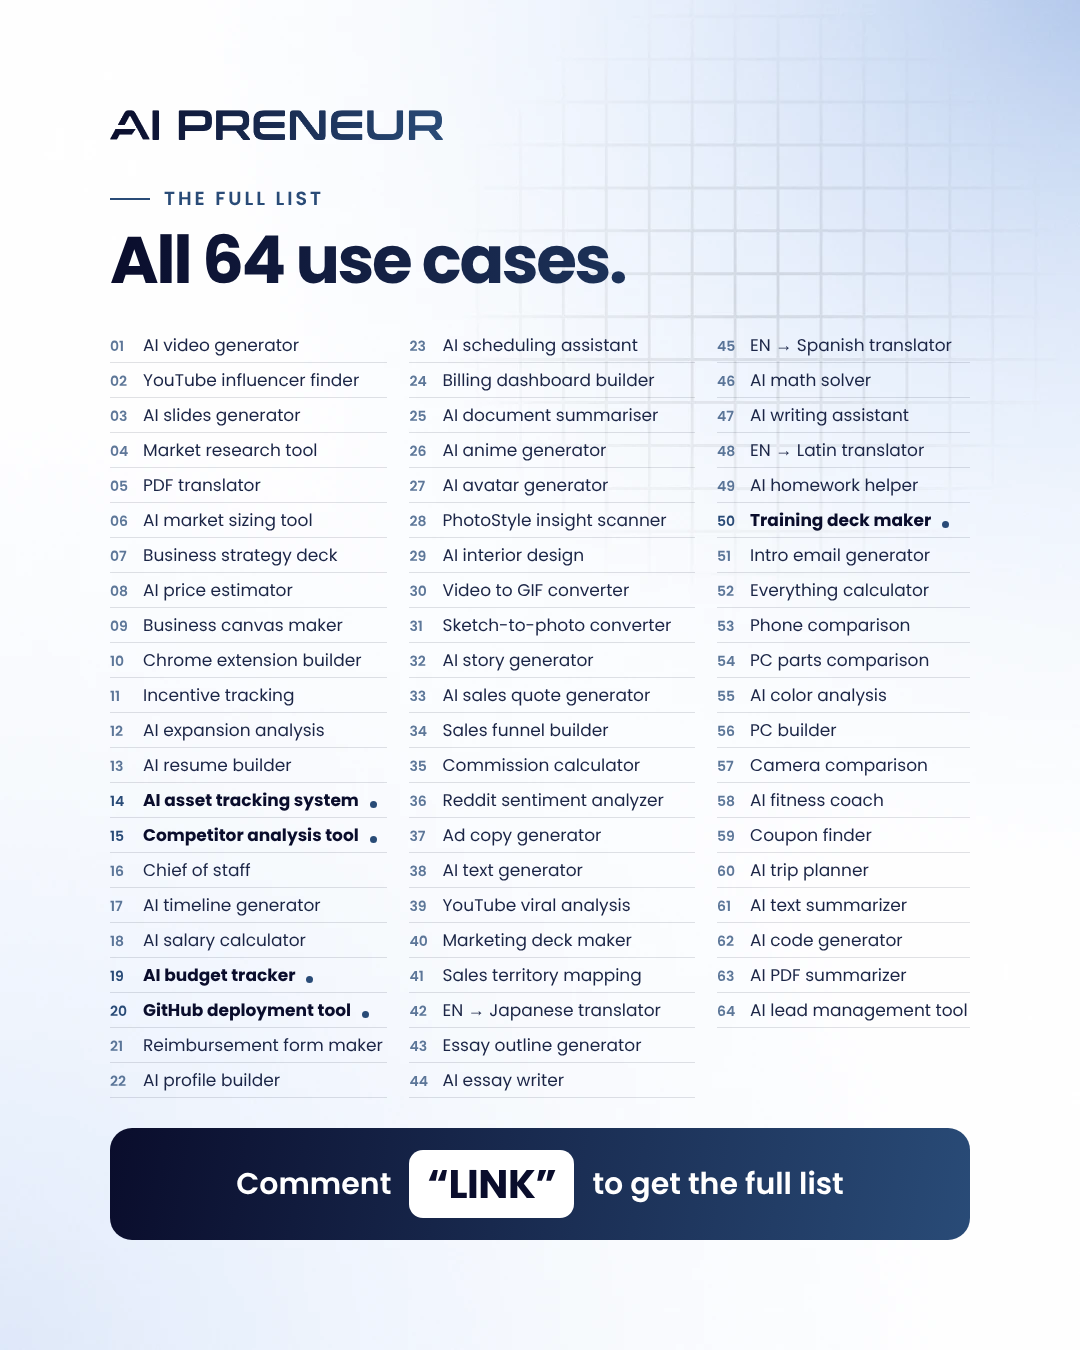 AI PRENEUR
THE FULL LIST
All 64 use cases.
01 AI video generator
02 YouTube influencer finder
03 AI slides generator
04 Market research tool
05 PDF translator
06 AI market sizing tool
07 Business strategy deck
08 AI price estimator
09 Business canvas maker
10 Chrome extension builder
11 Incentive tracking
12 AI expansion analysis
13 AI resume builder
14 AI asset tracking system
15 Competitor analysis tool
16 Chief of staff
17 AI timeline generator
18 AI salary calculator
19 AI budget tracker
20 GitHub deployment tool
21 Reimbursement form maker
22 AI profile builder
23 AI scheduling assistant
24 Billing dashboard builder
25 AI document summariser
26 AI anime generator
27 AI avatar generator
28 PhotoStyle insight scanner
29 AI interior design
30 Video to GIF converter
31 Sketch-to-photo converter
32 AI story generator
33 AI sales quote generator
34 Sales funnel builder
35 Commission calculator
36 Reddit sentiment analyzer
37 Ad copy generator
38 AI text generator
39 YouTube viral analysis
40 Marketing deck maker
41 Sales territory mapping
42 EN → Japanese translator
43 Essay outline generator
44 AI essay writer
45 EN → Spanish translator
46 AI math solver
47 AI writing assistant
48 EN → Latin translator
49 AI homework helper
50 Training deck maker
51 Intro email generator
52 Everything calculator
53 Phone comparison
54 PC parts comparison
55 AI color analysis
56 PC builder
57 Camera comparison
58 AI fitness coach
59 Coupon finder
60 AI trip planner
61 AI text summarizer
62 AI code generator
63 AI PDF summarizer
64 AI lead management tool
Comment “LINK” to get the full list